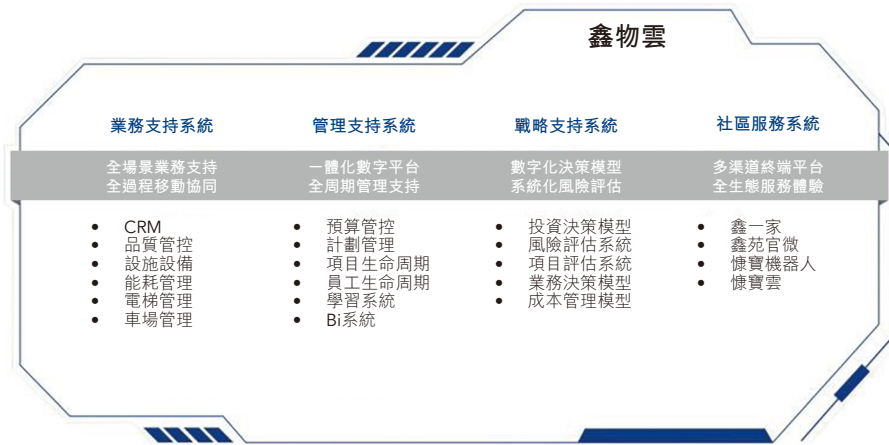 鑫物雲
業務支持系統
全場景業務支持
全過程移動協同
• CRM
• 品質管控
• 設施設備
• 能耗管理
• 電梯管理
• 車場管理
管理支持系統
一體化數字平台
全周期管理支持
• 預算管控
• 計劃管理
• 項目生命周期
• 員工生命周期
• 學習系統
• Bi系統
戰略支持系統
數字化決策模型
系統化風險評估
• 投資決策模型
• 風險評估系統
• 項目評估系統
• 業務決策模型
• 成本管理模型
社區服務系統
多渠道終端平台
全生態服務體驗
• 鑫一家
• 鑫苑官微
• 慷寶機器人
• 慷寶雲